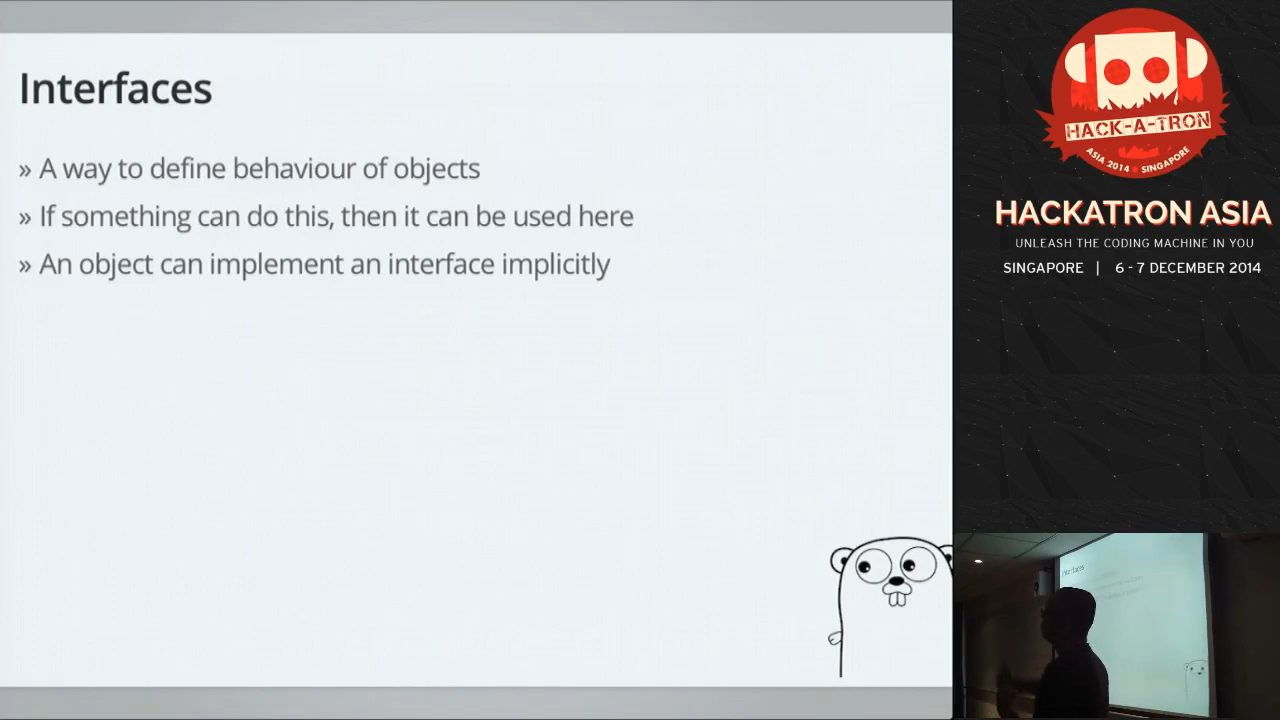 Interfaces
» A way to define behaviour of objects
» If something can do this, then it can be used here
» An object can implement an interface implicitly
HACK-A-TRON
ASIA 2014 SINGAPORE
HACKATRON ASIA
UNLEASH THE CODING MACHINE IN YOU
SINGAPORE | 6 - 7 DECEMBER 2014
Interfaces